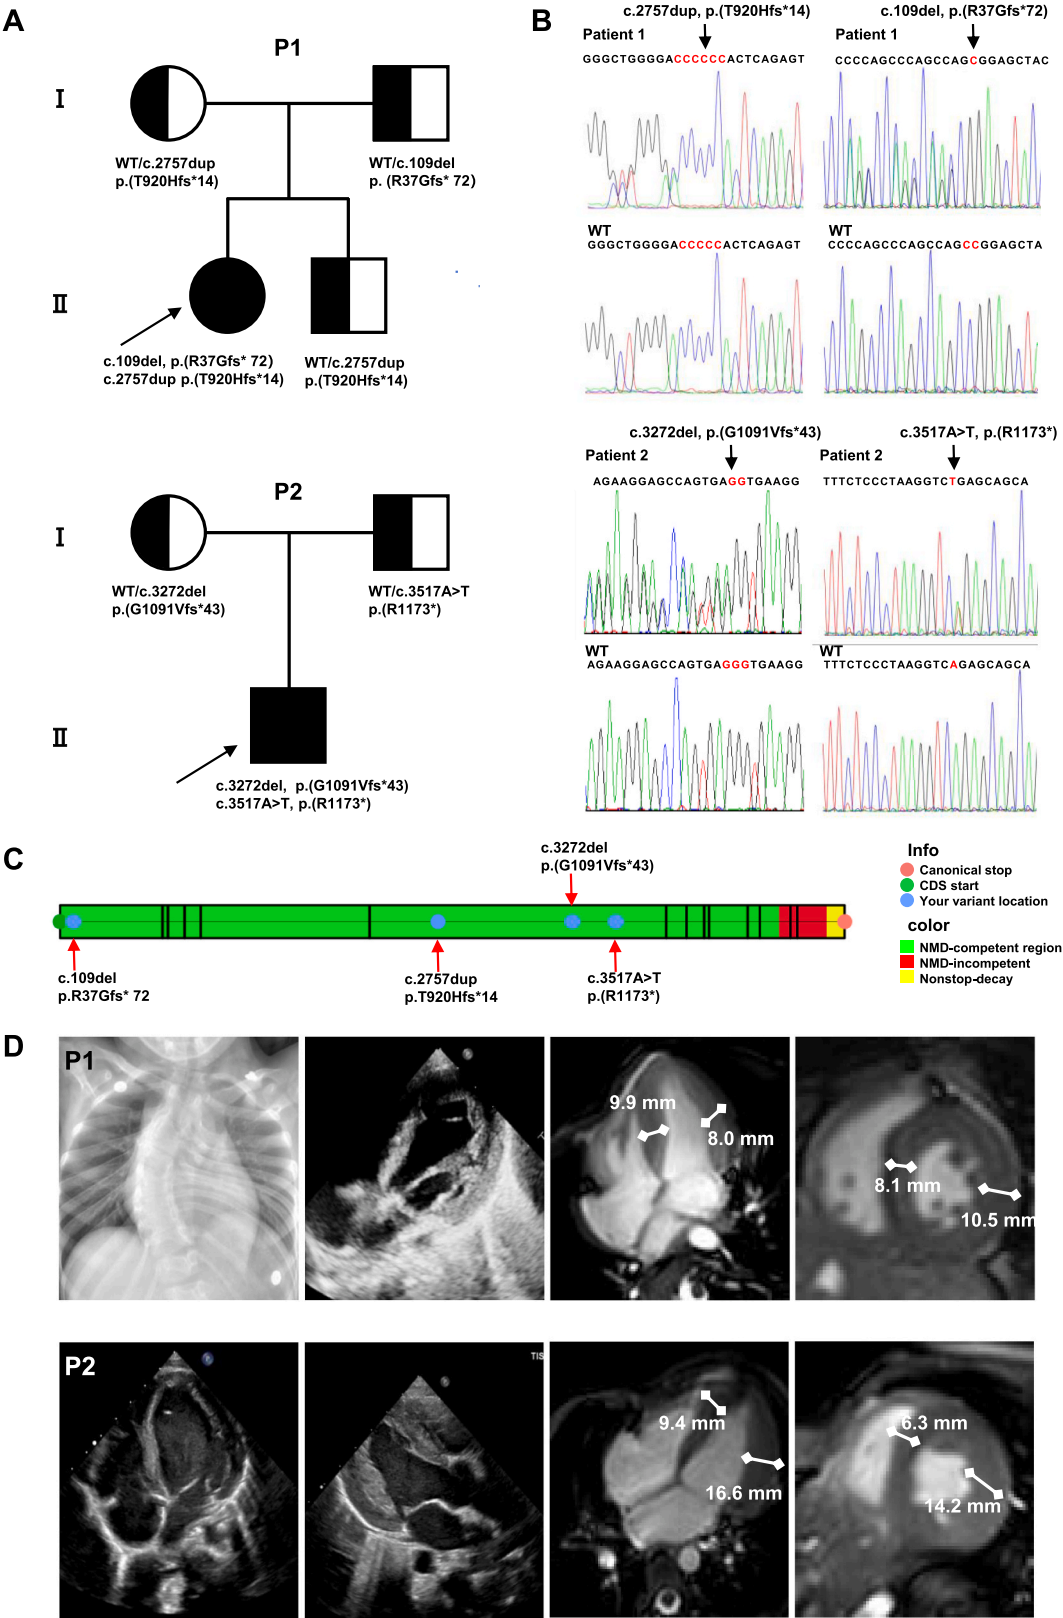 A
P1
I
WT/c.2757dup
p.(T920Hfs*14)
WT/c.109del
p. (R37Gfs* 72)
II
c.109del, p.(R37Gfs* 72)
c.2757dup p.(T920Hfs*14)
WT/c.2757dup
p.(T920Hfs*14)
P2
I
WT/c.3272del
p.(G1091Vfs*43)
WT/c.3517A>T
p.(R1173*)
II
c.3272del, p.(G1091Vfs*43)
c.3517A>T, p.(R1173*)
B
c.2757dup, p.(T920Hfs*14)
Patient 1
GGGCTGGGGACCCCCCACTCAGAGT
WT
GGGCTGGGGACCCCCACTCAGAGT
c.109del, p.(R37Gfs*72)
Patient 1
CCCCAGCCCAGCCAGCGGAGCTAC
CCCCAGCCCAGCCAGCCGGAGCTA
c.3272del, p.(G1091Vfs*43)
Patient 2
AGAAGGAGCCAGTGAGGTGAAGG
WT
AGAAGGAGCCAGTGAGGGTGAAGG
c.3517A>T, p.(R1173*)
Patient 2
TTTCTCCCTAAGGTCTGAGCAGCA
WT
TTTCTCCCTAAGGTCAGAGCAGCA
C
c.3272del
p.(G1091Vfs*43)
c.109del
p.R37Gfs* 72
c.2757dup
p.T920Hfs*14
c.3517A>T
p.(R1173*)
Info
Canonical stop
CDS start
Your variant location
color
NMD-competent region
NMD-incompetent
Nonstop-decay
D
P1
9.9 mm
8.0 mm
8.1 mm
10.5 mm
P2
TIS
9.4 mm
16.6 mm
6.3 mm
14.2 mm